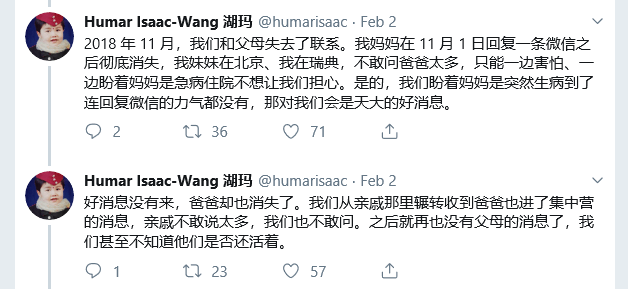 Humar Isaac-Wang 湖玛 @humarisaac · Feb 2
2018 年 11 月，我们和父母失去了联系。我妈妈在 11 月 1 日回复一条微信之
后彻底消失，我妹妹在北京、我在瑞典，不敢问爸爸太多，只能一边害怕、一
边盼着妈妈是急病住院不想让我们担心。是的，我们盼着妈妈是突然生病到了
连回复微信的力气都没有，那对我们会是天大的好消息。
2 36 71
Humar Isaac-Wang 湖玛 @humarisaac · Feb 2
好消息没有来，爸爸却也消失了。我们从亲戚那里辗转收到爸爸也进了集中营
的消息，亲戚不敢说太多，我们也不敢问。之后就再也没有父母的消息了，我
们甚至不知道他们是否还活着。
1 23 57